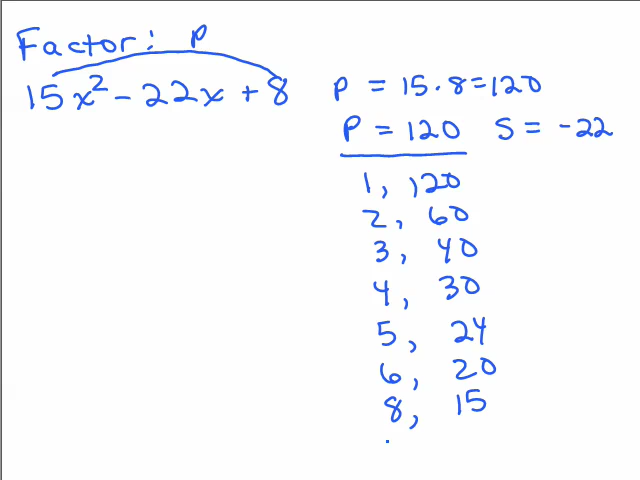 Factor: P
15x² - 22x + 8
P = 15 · 8 = 120
P = 120 S = -22
1, 120
2, 60
3, 40
4, 30
5, 24
6, 20
8, 15